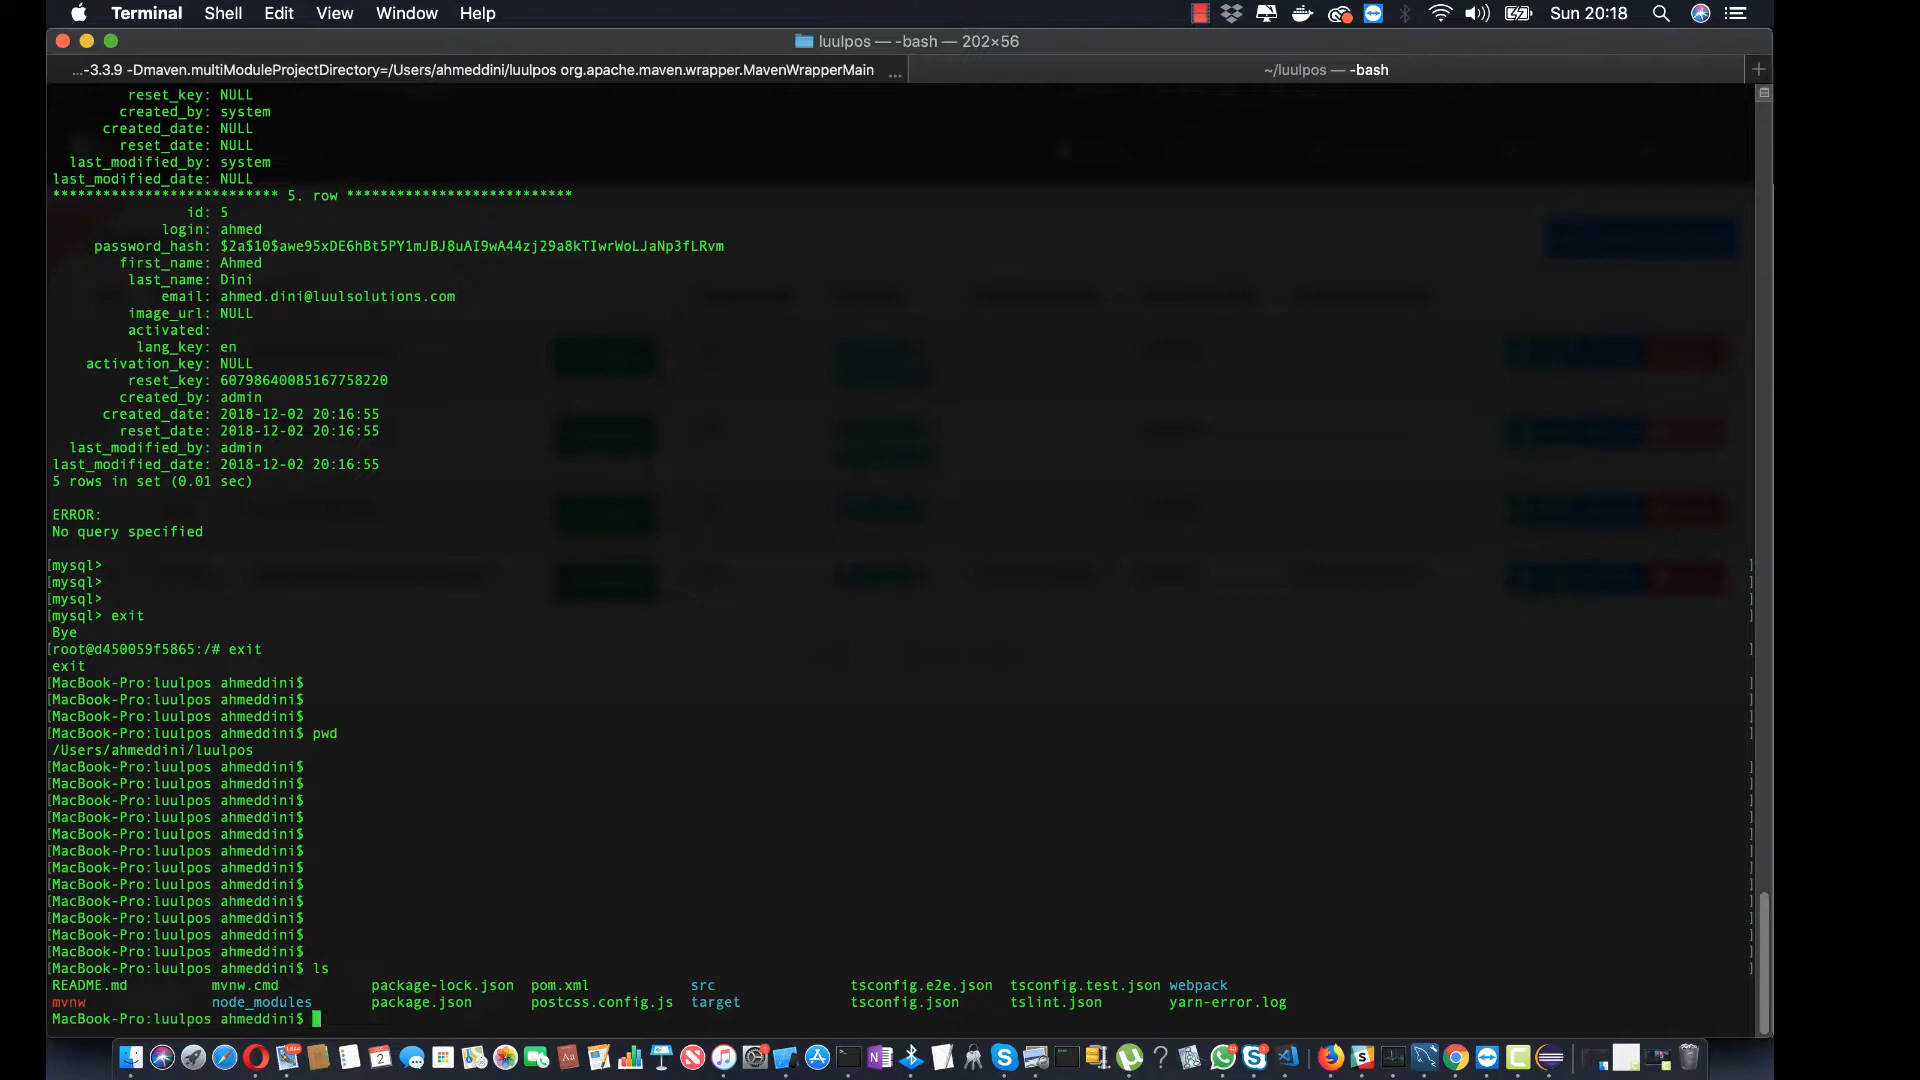 Terminal Shell Edit View Window Help Sun 20:18
luulpos — -bash — 202×56
...-3.3.9 -Dmaven.multiModuleProjectDirectory=/Users/ahmeddini/luulpos org.apache.maven.wrapper.MavenWrapperMain ... ~/luulpos — -bash +
reset_key: NULL
created_by: system
created_date: NULL
reset_date: NULL
last_modified_by: system
last_modified_date: NULL
*************************** 5. row ***************************
id: 5
login: ahmed
password_hash: $2a$10$awe95xDE6hBt5PY1mJBJ8uAI9wA44zj29a8kTIwrWoLJaNp3fLRvm
first_name: Ahmed
last_name: Dini
email: ahmed.dini@luulsolutions.com
image_url: NULL
activated:
lang_key: en
activation_key: NULL
reset_key: 60798640085167758220
created_by: admin
created_date: 2018-12-02 20:16:55
reset_date: 2018-12-02 20:16:55
last_modified_by: admin
last_modified_date: 2018-12-02 20:16:55
5 rows in set (0.01 sec)
ERROR:
No query specified
[mysql> ]
[mysql> ]
[mysql> ]
[mysql> exit ]
Bye
[root@d450059f5865:/# exit ]
exit
[MacBook-Pro:luulpos ahmeddini$ ]
[MacBook-Pro:luulpos ahmeddini$ ]
[MacBook-Pro:luulpos ahmeddini$ ]
[MacBook-Pro:luulpos ahmeddini$ pwd ]
/Users/ahmeddini/luulpos
[MacBook-Pro:luulpos ahmeddini$ ]
[MacBook-Pro:luulpos ahmeddini$ ]
[MacBook-Pro:luulpos ahmeddini$ ]
[MacBook-Pro:luulpos ahmeddini$ ]
[MacBook-Pro:luulpos ahmeddini$ ]
[MacBook-Pro:luulpos ahmeddini$ ]
[MacBook-Pro:luulpos ahmeddini$ ]
[MacBook-Pro:luulpos ahmeddini$ ]
[MacBook-Pro:luulpos ahmeddini$ ]
[MacBook-Pro:luulpos ahmeddini$ ]
[MacBook-Pro:luulpos ahmeddini$ ]
[MacBook-Pro:luulpos ahmeddini$ ]
[MacBook-Pro:luulpos ahmeddini$ ls ]
README.md mvnw.cmd package-lock.json pom.xml src tsconfig.e2e.json tsconfig.test.json webpack
mvnw node_modules package.json postcss.config.js target tsconfig.json tslint.json yarn-error.log
MacBook-Pro:luulpos ahmeddini$